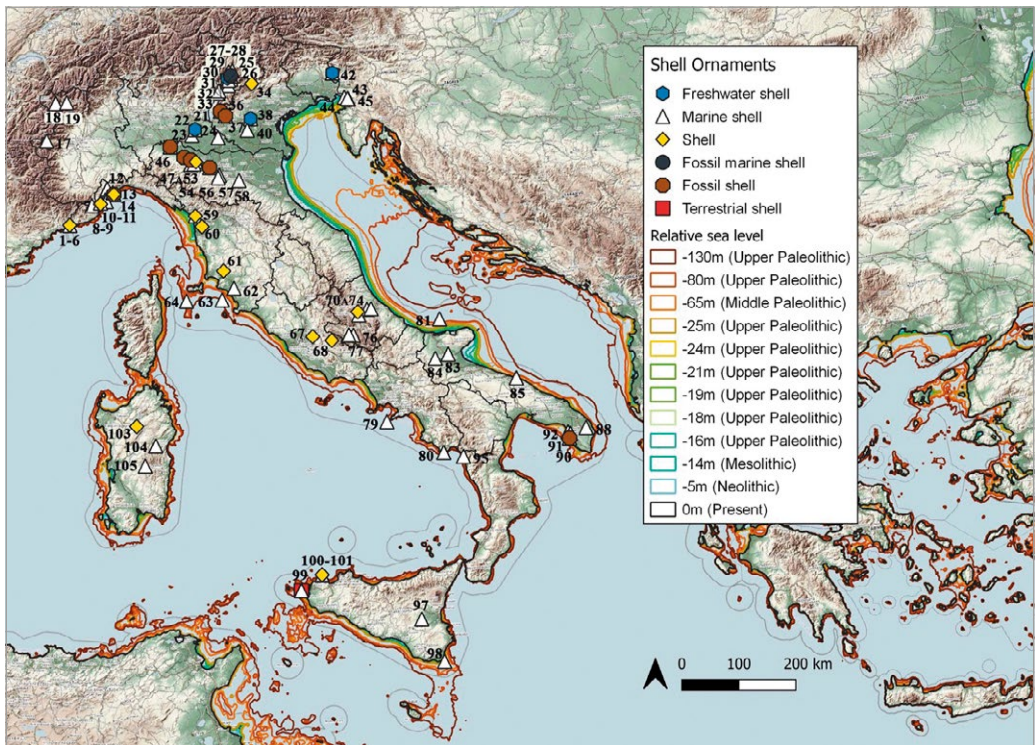 27-28
29 25
30 26
31
42
34
33
43
44 45
36
21
22
38
18 19
23 24 37 40
17
46
47 53
12
54 56 57 58
13
7 14
10-11
8-9
59
1-6
60
61
62
64 63
70 74
81
67 68
76
77
83
84
85
79
92
88
91
90
80 95
103
104
105
100-101
99
97
98
0 100 200 km
Shell Ornaments
Freshwater shell
Marine shell
Shell
Fossil marine shell
Fossil shell
Terrestrial shell
Relative sea level
-130m (Upper Paleolithic)
-80m (Upper Paleolithic)
-65m (Middle Paleolithic)
-25m (Upper Paleolithic)
-24m (Upper Paleolithic)
-21m (Upper Paleolithic)
-19m (Upper Paleolithic)
-18m (Upper Paleolithic)
-16m (Upper Paleolithic)
-14m (Mesolithic)
-5m (Neolithic)
0m (Present)